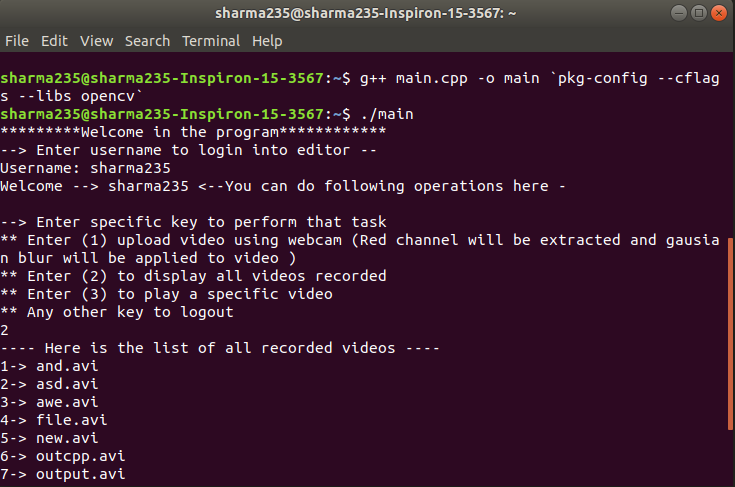 sharma235@sharma235-Inspiron-15-3567: ~
File Edit View Search Terminal Help
sharma235@sharma235-Inspiron-15-3567:~$ g++ main.cpp -o main `pkg-config --cflag
s --libs opencv`
sharma235@sharma235-Inspiron-15-3567:~$ ./main
*********Welcome in the program************
--> Enter username to login into editor --
Username: sharma235
Welcome --> sharma235 <--You can do following operations here -
--> Enter specific key to perform that task
** Enter (1) upload video using webcam (Red channel will be extracted and gausia
n blur will be applied to video )
** Enter (2) to display all videos recorded
** Enter (3) to play a specific video
** Any other key to logout
2
---- Here is the list of all recorded videos ----
1-> and.avi
2-> asd.avi
3-> awe.avi
4-> file.avi
5-> new.avi
6-> outcpp.avi
7-> output.avi